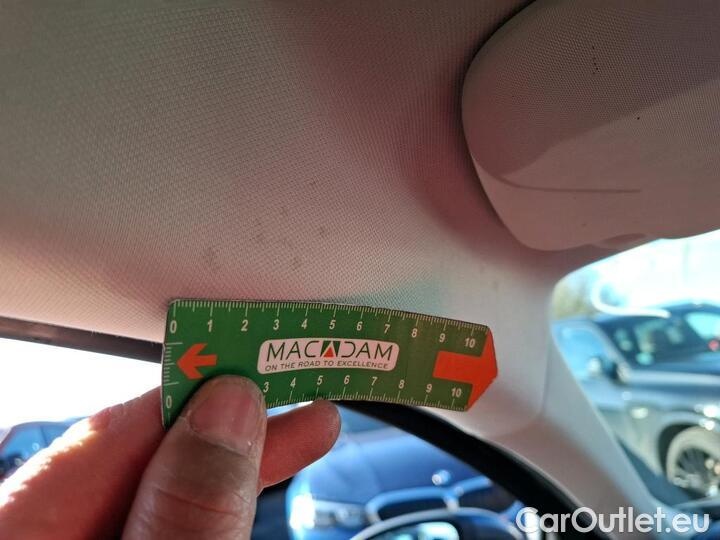 0 1 2 3 4 5 6 7 8 9 10
MACADAM
ON THE ROAD TO EXCELLENCE
0 3 4 5 6 7 8 9 10
CarOutlet.eu